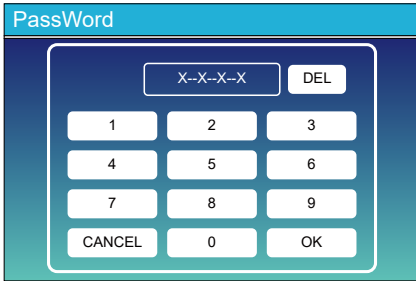 PassWord
X--X--X--X DEL
1 2 3
4 5 6
7 8 9
CANCEL 0 OK